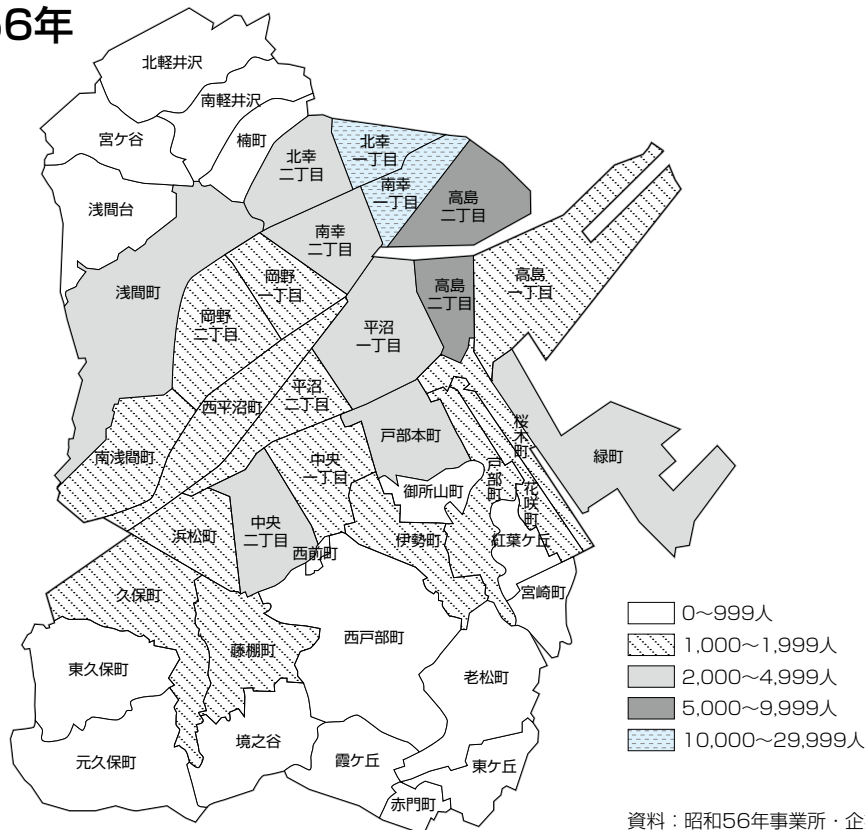 56年
北軽井沢
南軽井沢
宮ケ谷
楠町
北幸
一丁目
北幸
二丁目
南幸
一丁目
高島
二丁目
浅間台
南幸
二丁目
高島
一丁目
岡野
一丁目
浅間町
高島
二丁目
岡野
二丁目
平沼
一丁目
平沼
二丁目
西平沼町
桜木町
戸部本町
緑町
南浅間町
中央
一丁目
戸部町
御所山町
花咲町
浜松町
中央
二丁目
伊勢町
紅葉ケ丘
西前町
宮崎町
久保町
0〜999人
西戸部町
1,000〜1,999人
藤棚町
東久保町
老松町
2,000〜4,999人
5,000〜9,999人
境之谷
10,000〜29,999人
元久保町
霞ケ丘
東ケ丘
赤門町
資料：昭和56年事業所・企